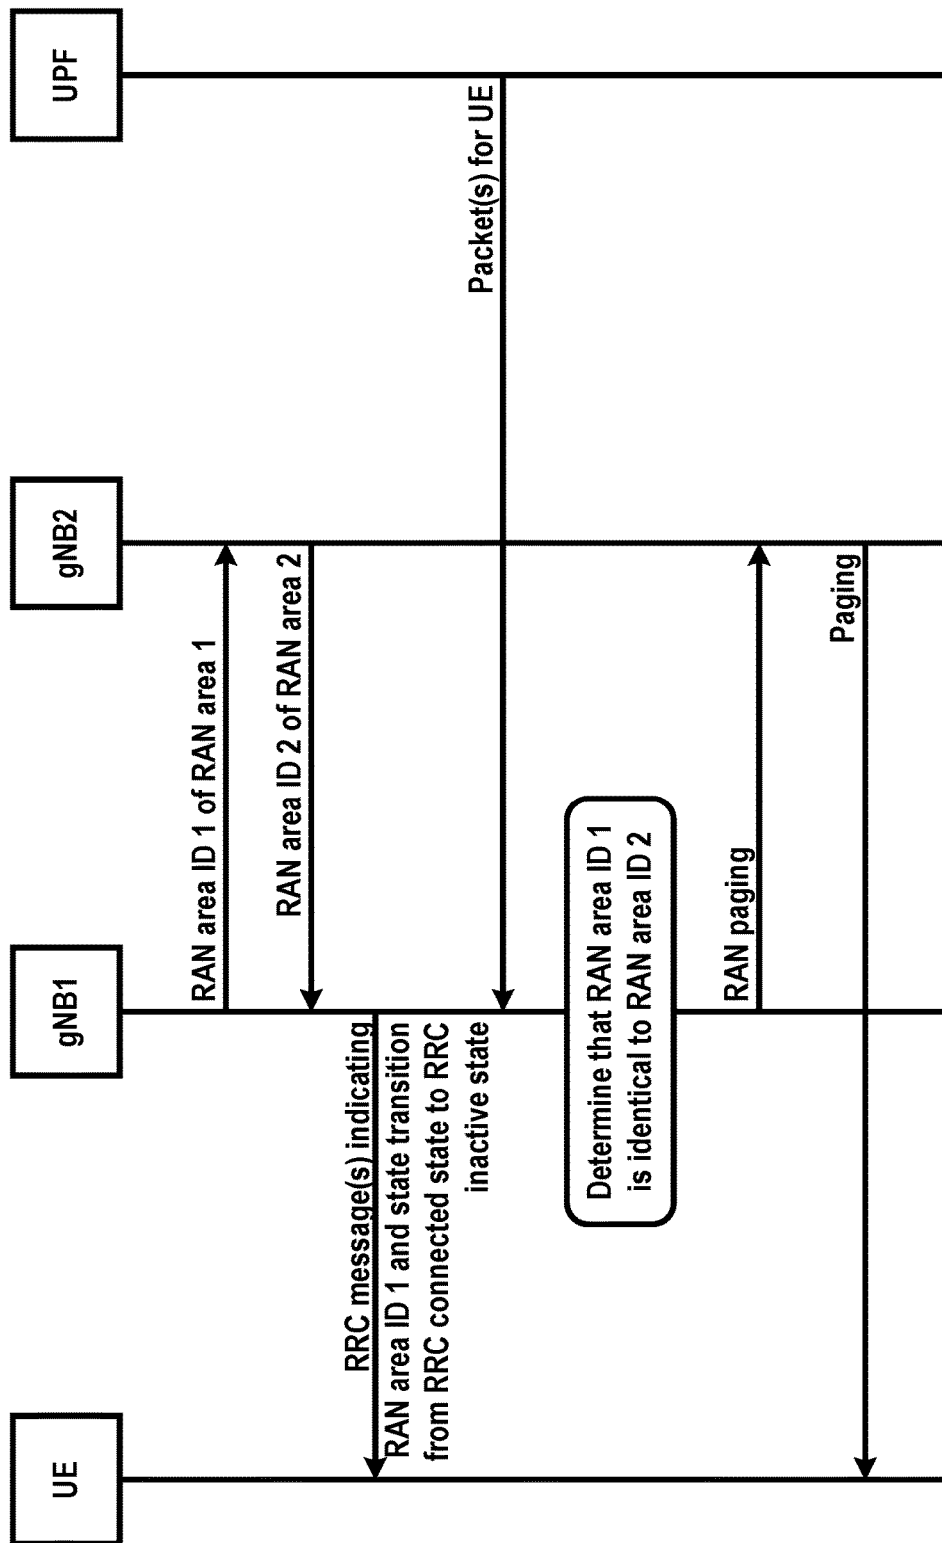 UE
gNB1
gNB2
UPF
RAN area ID 1 of RAN area 1
RAN area ID 2 of RAN area 2
RRC message(s) indicating
RAN area ID 1 and state transition
from RRC connected state to RRC
inactive state
Packet(s) for UE
Determine that RAN area ID 1
is identical to RAN area ID 2
RAN paging
Paging